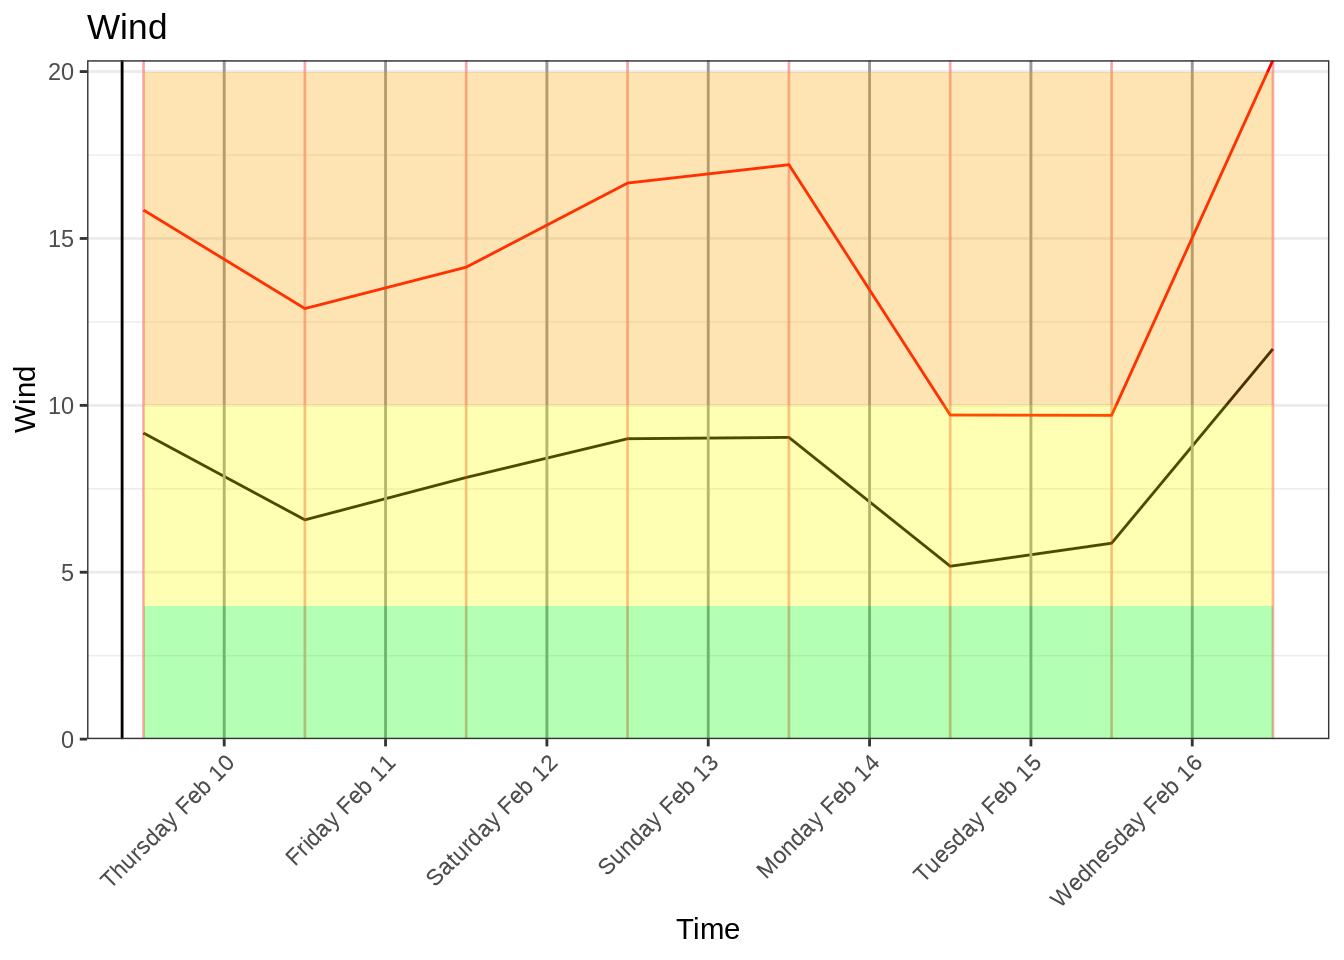 Wind
20
15
10
5
0
Wind
Thursday Feb 10
Friday Feb 11
Saturday Feb 12
Sunday Feb 13
Monday Feb 14
Tuesday Feb 15
Wednesday Feb 16
Time